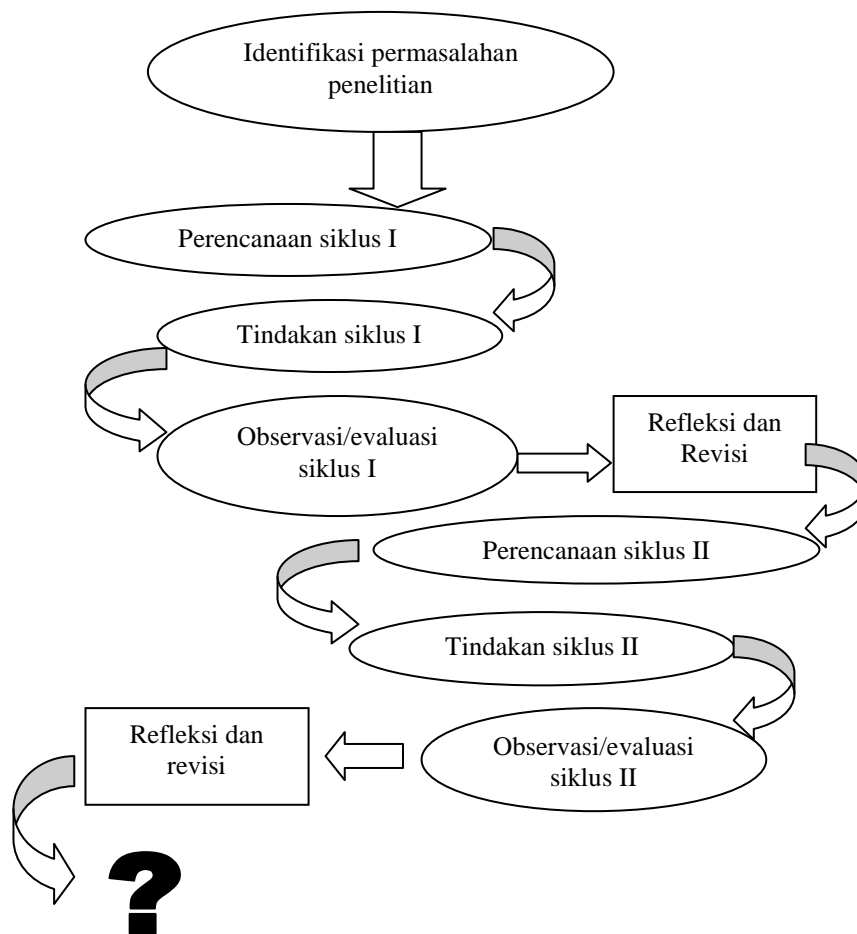 Identifikasi permasalahan
penelitian
Perencanaan siklus I
Tindakan siklus I
Observasi/evaluasi
siklus I
Refleksi dan
Revisi
Perencanaan siklus II
Tindakan siklus II
Observasi/evaluasi
siklus II
Refleksi dan
revisi
?